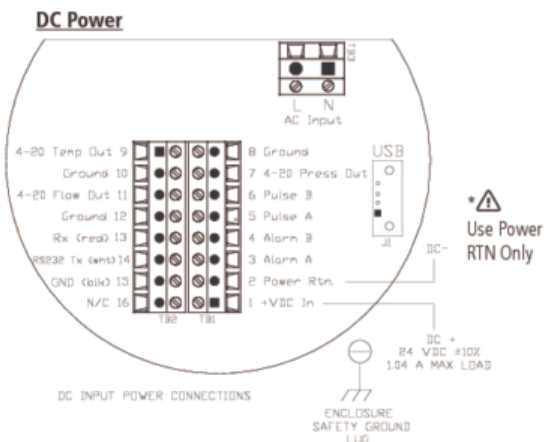 DC Power
TB3
L N
AC Input
4-20 Temp Out 9
Ground 10
4-20 Flow Out 11
Ground 12
Rx (red) 13
RS232 Tx (wht) 14
GND (blk) 15
N/C 16
TB2 TB1
8 Ground
7 4-20 Press Out
6 Pulse B
5 Pulse A
4 Alarm B
3 Alarm A
2 Power Rtn.
1 +VDC In
USB
J1
*
Use Power
RTN Only
DC-
DC +
24 VDC ±10%
1.04 A MAX LOAD
DC INPUT POWER CONNECTIONS
ENCLOSURE
SAFETY GROUND
LUG